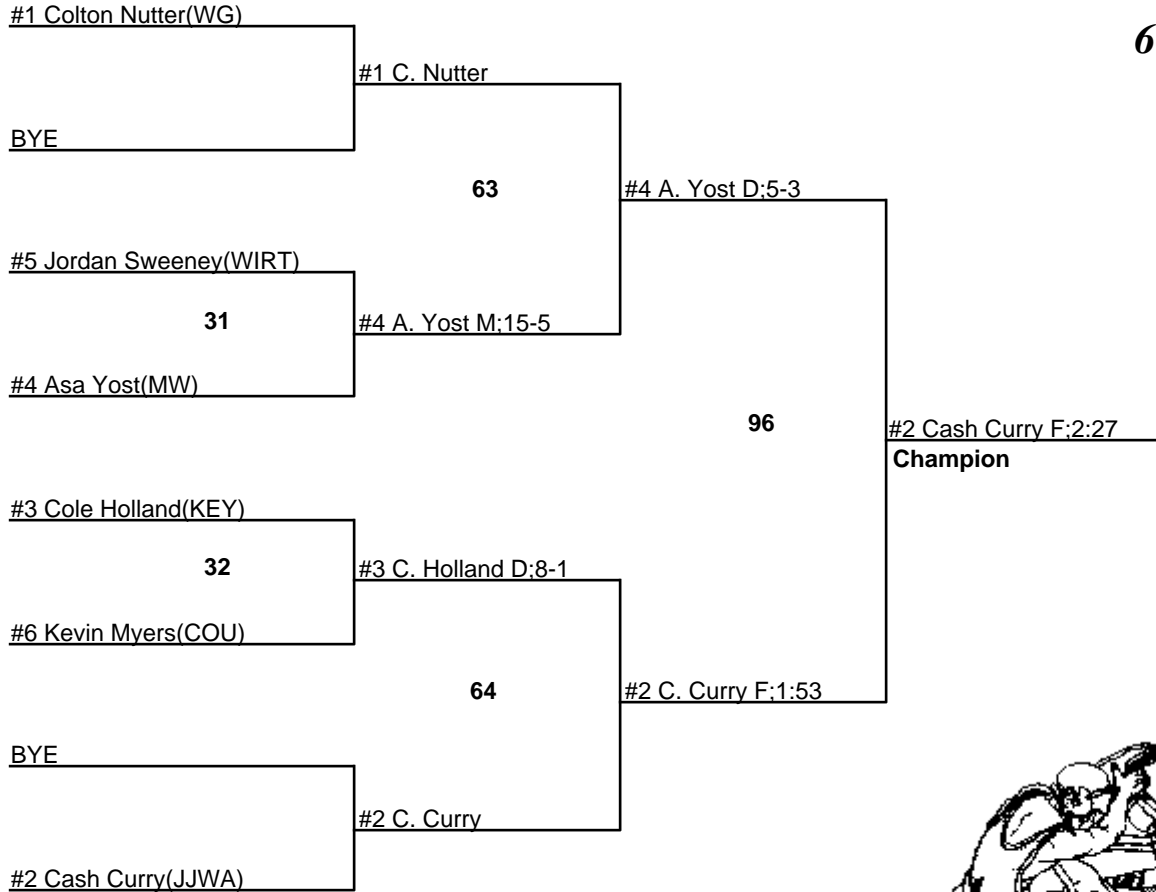 #1 Colton Nutter(WG)
6
#1 C. Nutter
BYE
63
#4 A. Yost D;5-3
#5 Jordan Sweeney(WIRT)
31
#4 A. Yost M;15-5
#4 Asa Yost(MW)
96
#2 Cash Curry F;2:27
Champion
#3 Cole Holland(KEY)
32
#3 C. Holland D;8-1
#6 Kevin Myers(COU)
64
#2 C. Curry F;1:53
BYE
#2 C. Curry
#2 Cash Curry(JJWA)